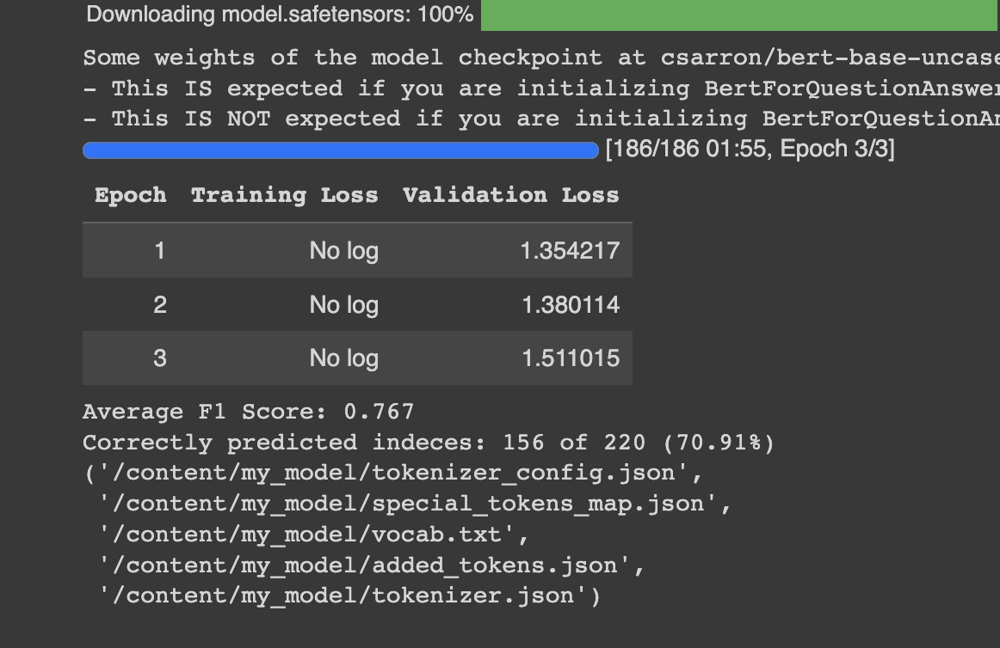 Downloading model.safetensors: 100%
Some weights of the model checkpoint at csarron/bert-base-uncase
- This IS expected if you are initializing BertForQuestionAnswer
- This IS NOT expected if you are initializing BertForQuestionAn
[186/186 01:55, Epoch 3/3]
Epoch Training Loss Validation Loss
1 No log 1.354217
2 No log 1.380114
3 No log 1.511015
Average F1 Score: 0.767
Correctly predicted indeces: 156 of 220 (70.91%)
('/content/my_model/tokenizer_config.json',
'/content/my_model/special_tokens_map.json',
'/content/my_model/vocab.txt',
'/content/my_model/added_tokens.json',
'/content/my_model/tokenizer.json')